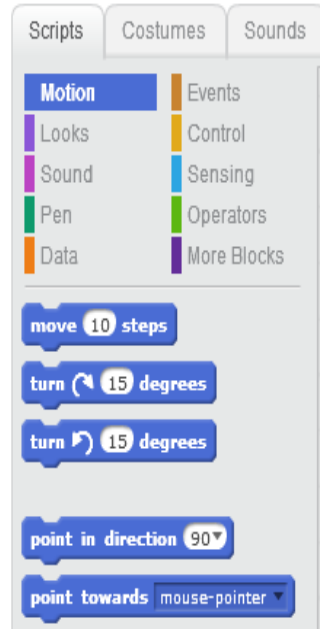 Scripts Costumes Sounds
Motion Events
Looks Control
Sound Sensing
Pen Operators
Data More Blocks
move 10 steps
turn 15 degrees
turn 15 degrees
point in direction 90
point towards mouse-pointer